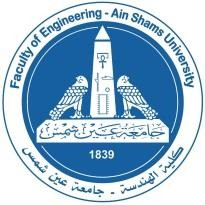 Faculty of Engineering - Ain Shams University
جامعة عين شمس
1839
كلية الهندسة - جامعة عين شمس